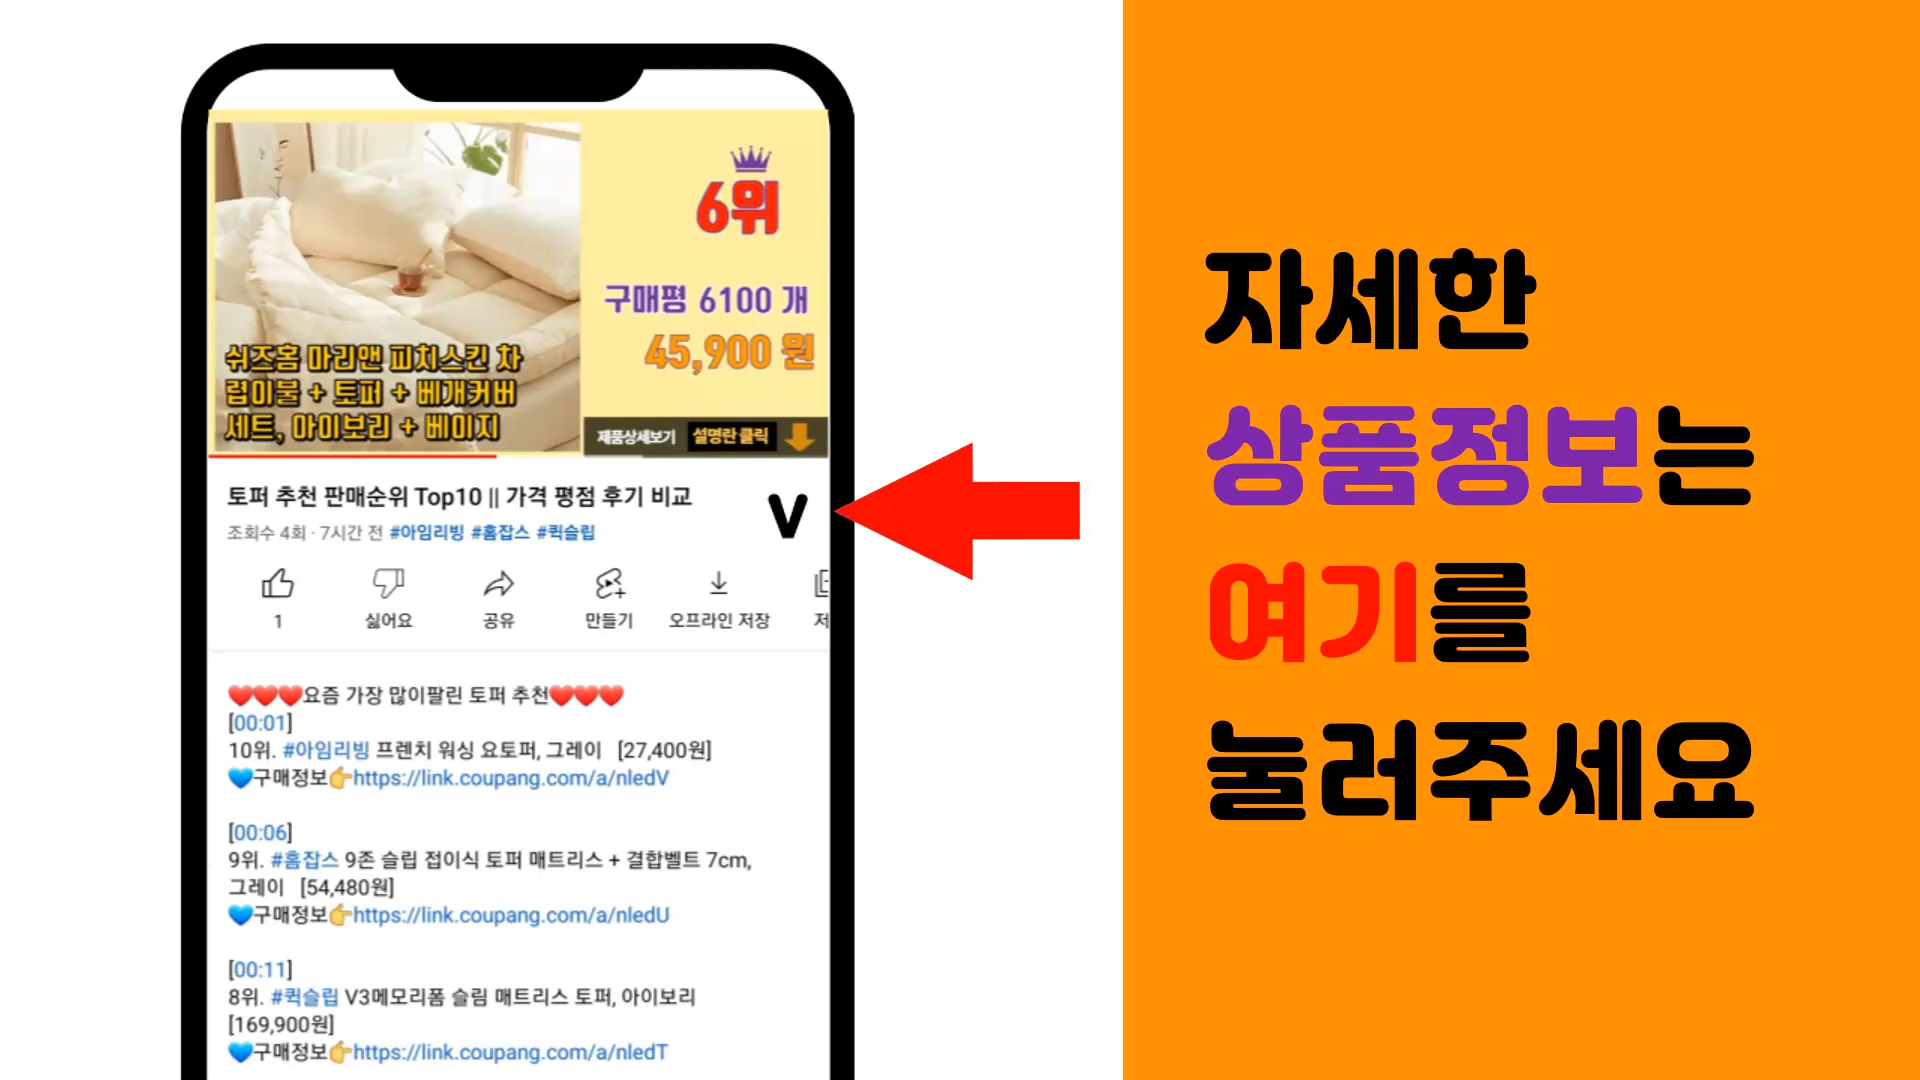 6위
구매평 6100 개
45,900 원
쉬즈홈 마리앤 피치스킨 차
렵이불 + 토퍼 + 베개커버
세트, 아이보리 + 베이지
제품상세보기 설명란 클릭
토퍼 추천 판매순위 Top10 || 가격 평점 후기 비교
V
조회수 4회 · 7시간 전 #아임리빙 #홈잡스 #퀵슬립
1 싫어요 공유 만들기 오프라인 저장 저
❤️❤️❤️요즘 가장 많이팔린 토퍼 추천❤️❤️❤️
[00:01]
10위. #아임리빙 프렌치 워싱 요토퍼, 그레이 [27,400원]
💙구매정보👉https://link.coupang.com/a/nledV
[00:06]
9위. #홈잡스 9존 슬립 접이식 토퍼 매트리스 + 결합벨트 7cm,
그레이 [54,480원]
💙구매정보👉https://link.coupang.com/a/nledU
[00:11]
8위. #퀵슬립 V3메모리폼 슬림 매트리스 토퍼, 아이보리
[169,900원]
💙구매정보👉https://link.coupang.com/a/nledT
자세한
상품정보는
여기를
눌러주세요